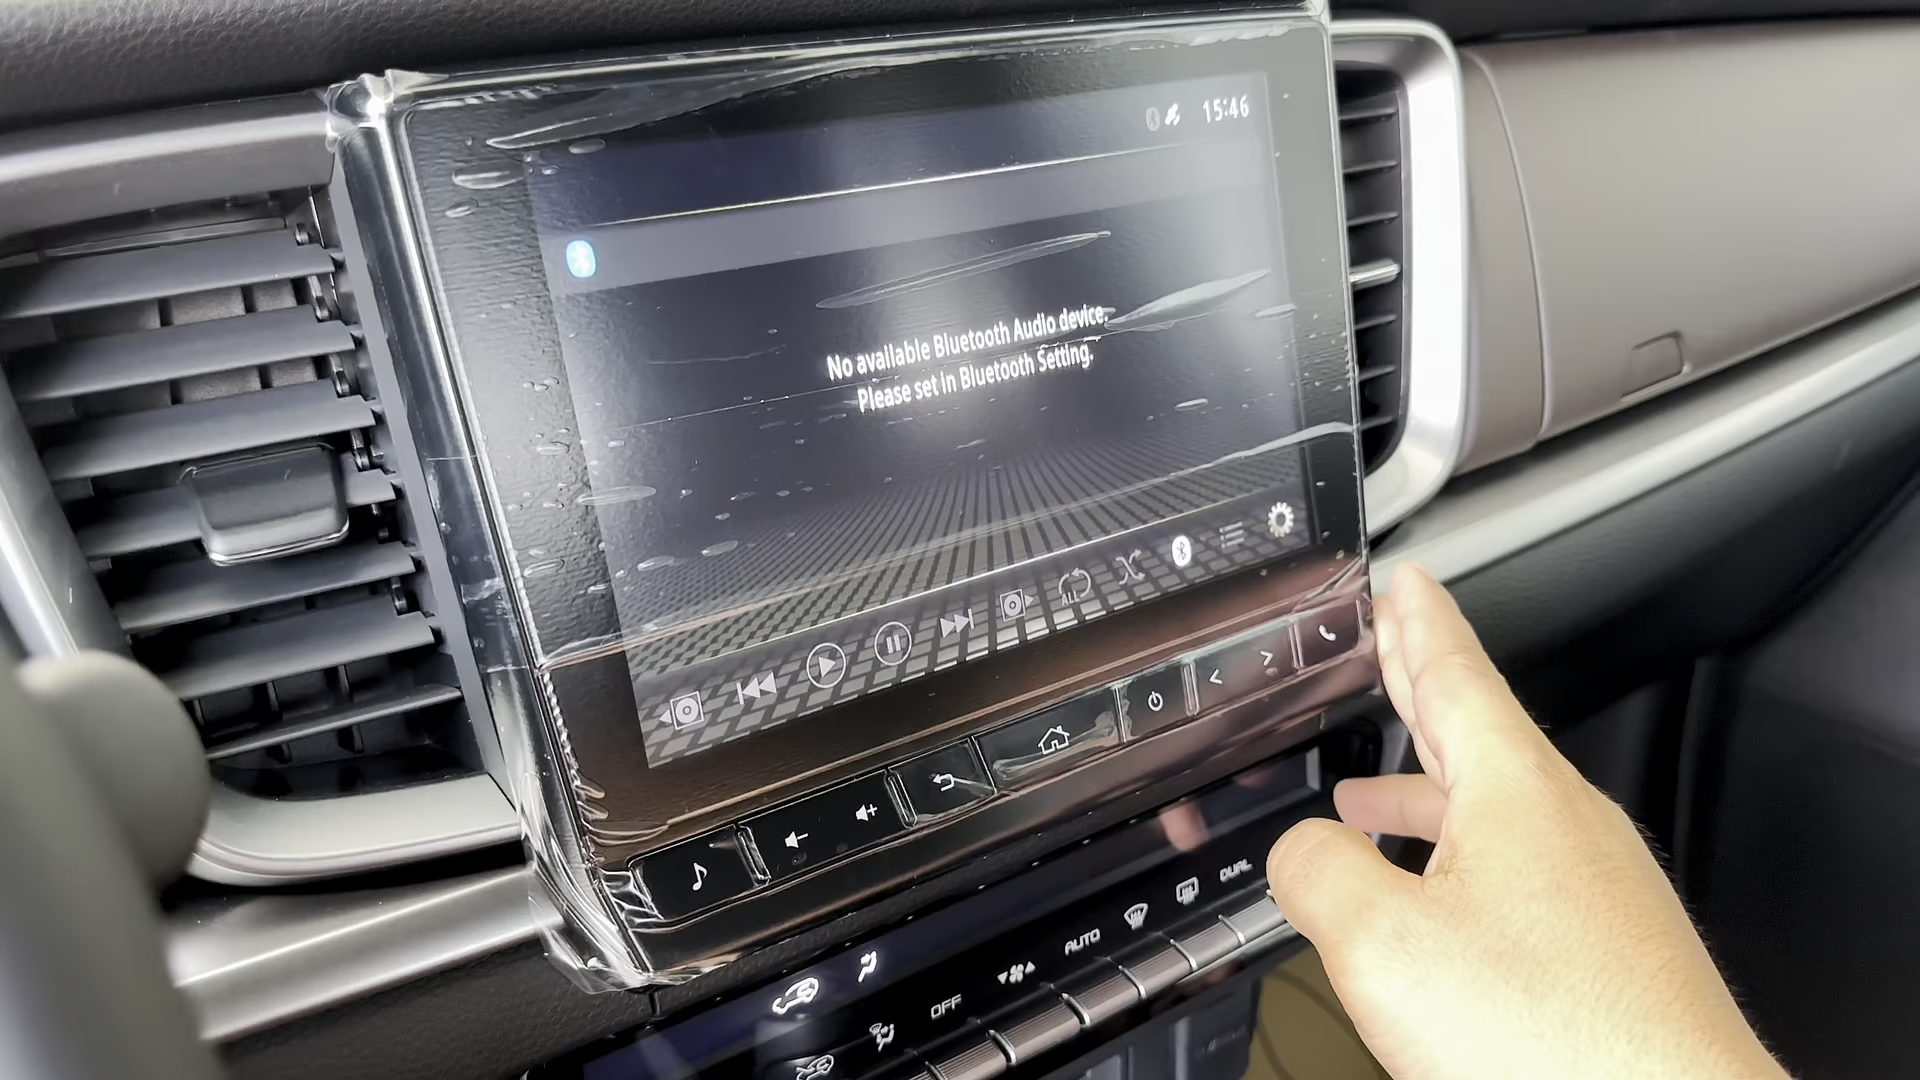 15:46
No available Bluetooth Audio device.
Please set in Bluetooth Setting.
ALL
DUAL
AUTO
OFF